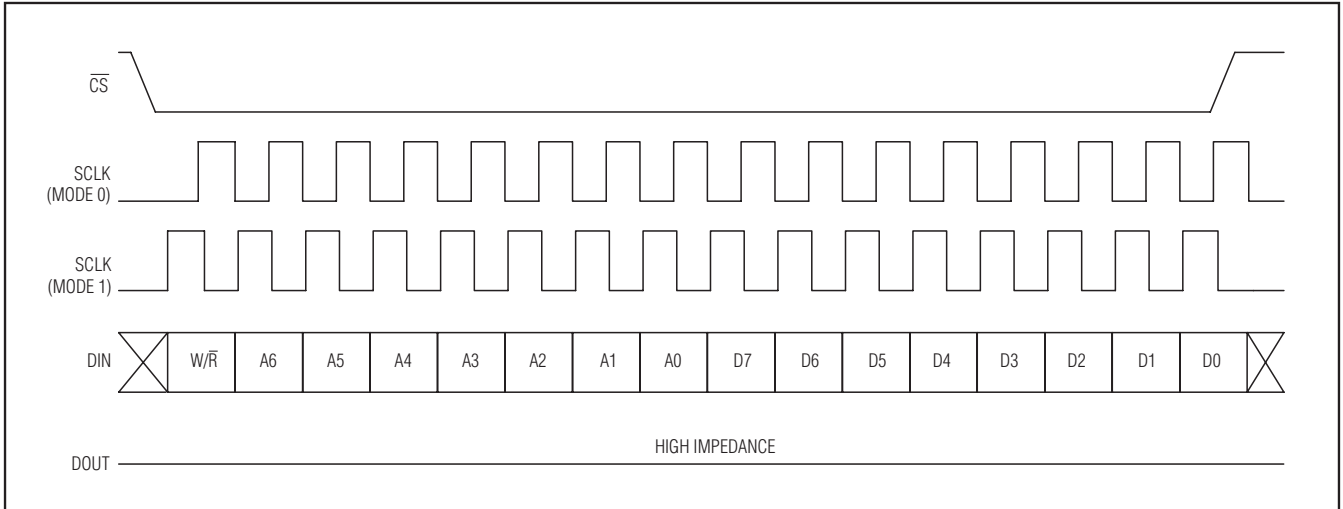 C̅S̅
SCLK
(MODE 0)
SCLK
(MODE 1)
DIN W/R̅ A6 A5 A4 A3 A2 A1 A0 D7 D6 D5 D4 D3 D2 D1 D0
HIGH IMPEDANCE
DOUT